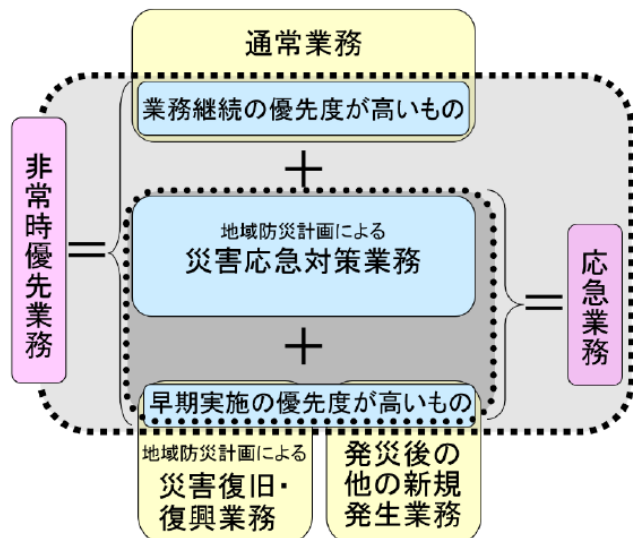 通常業務
業務継続の優先度が高いもの
＋
非常時優先業務
＝
地域防災計画による
災害応急対策業務
＝
応急業務
＋
早期実施の優先度が高いもの
地域防災計画による
災害復旧・
復興業務
発災後の
他の新規
発生業務